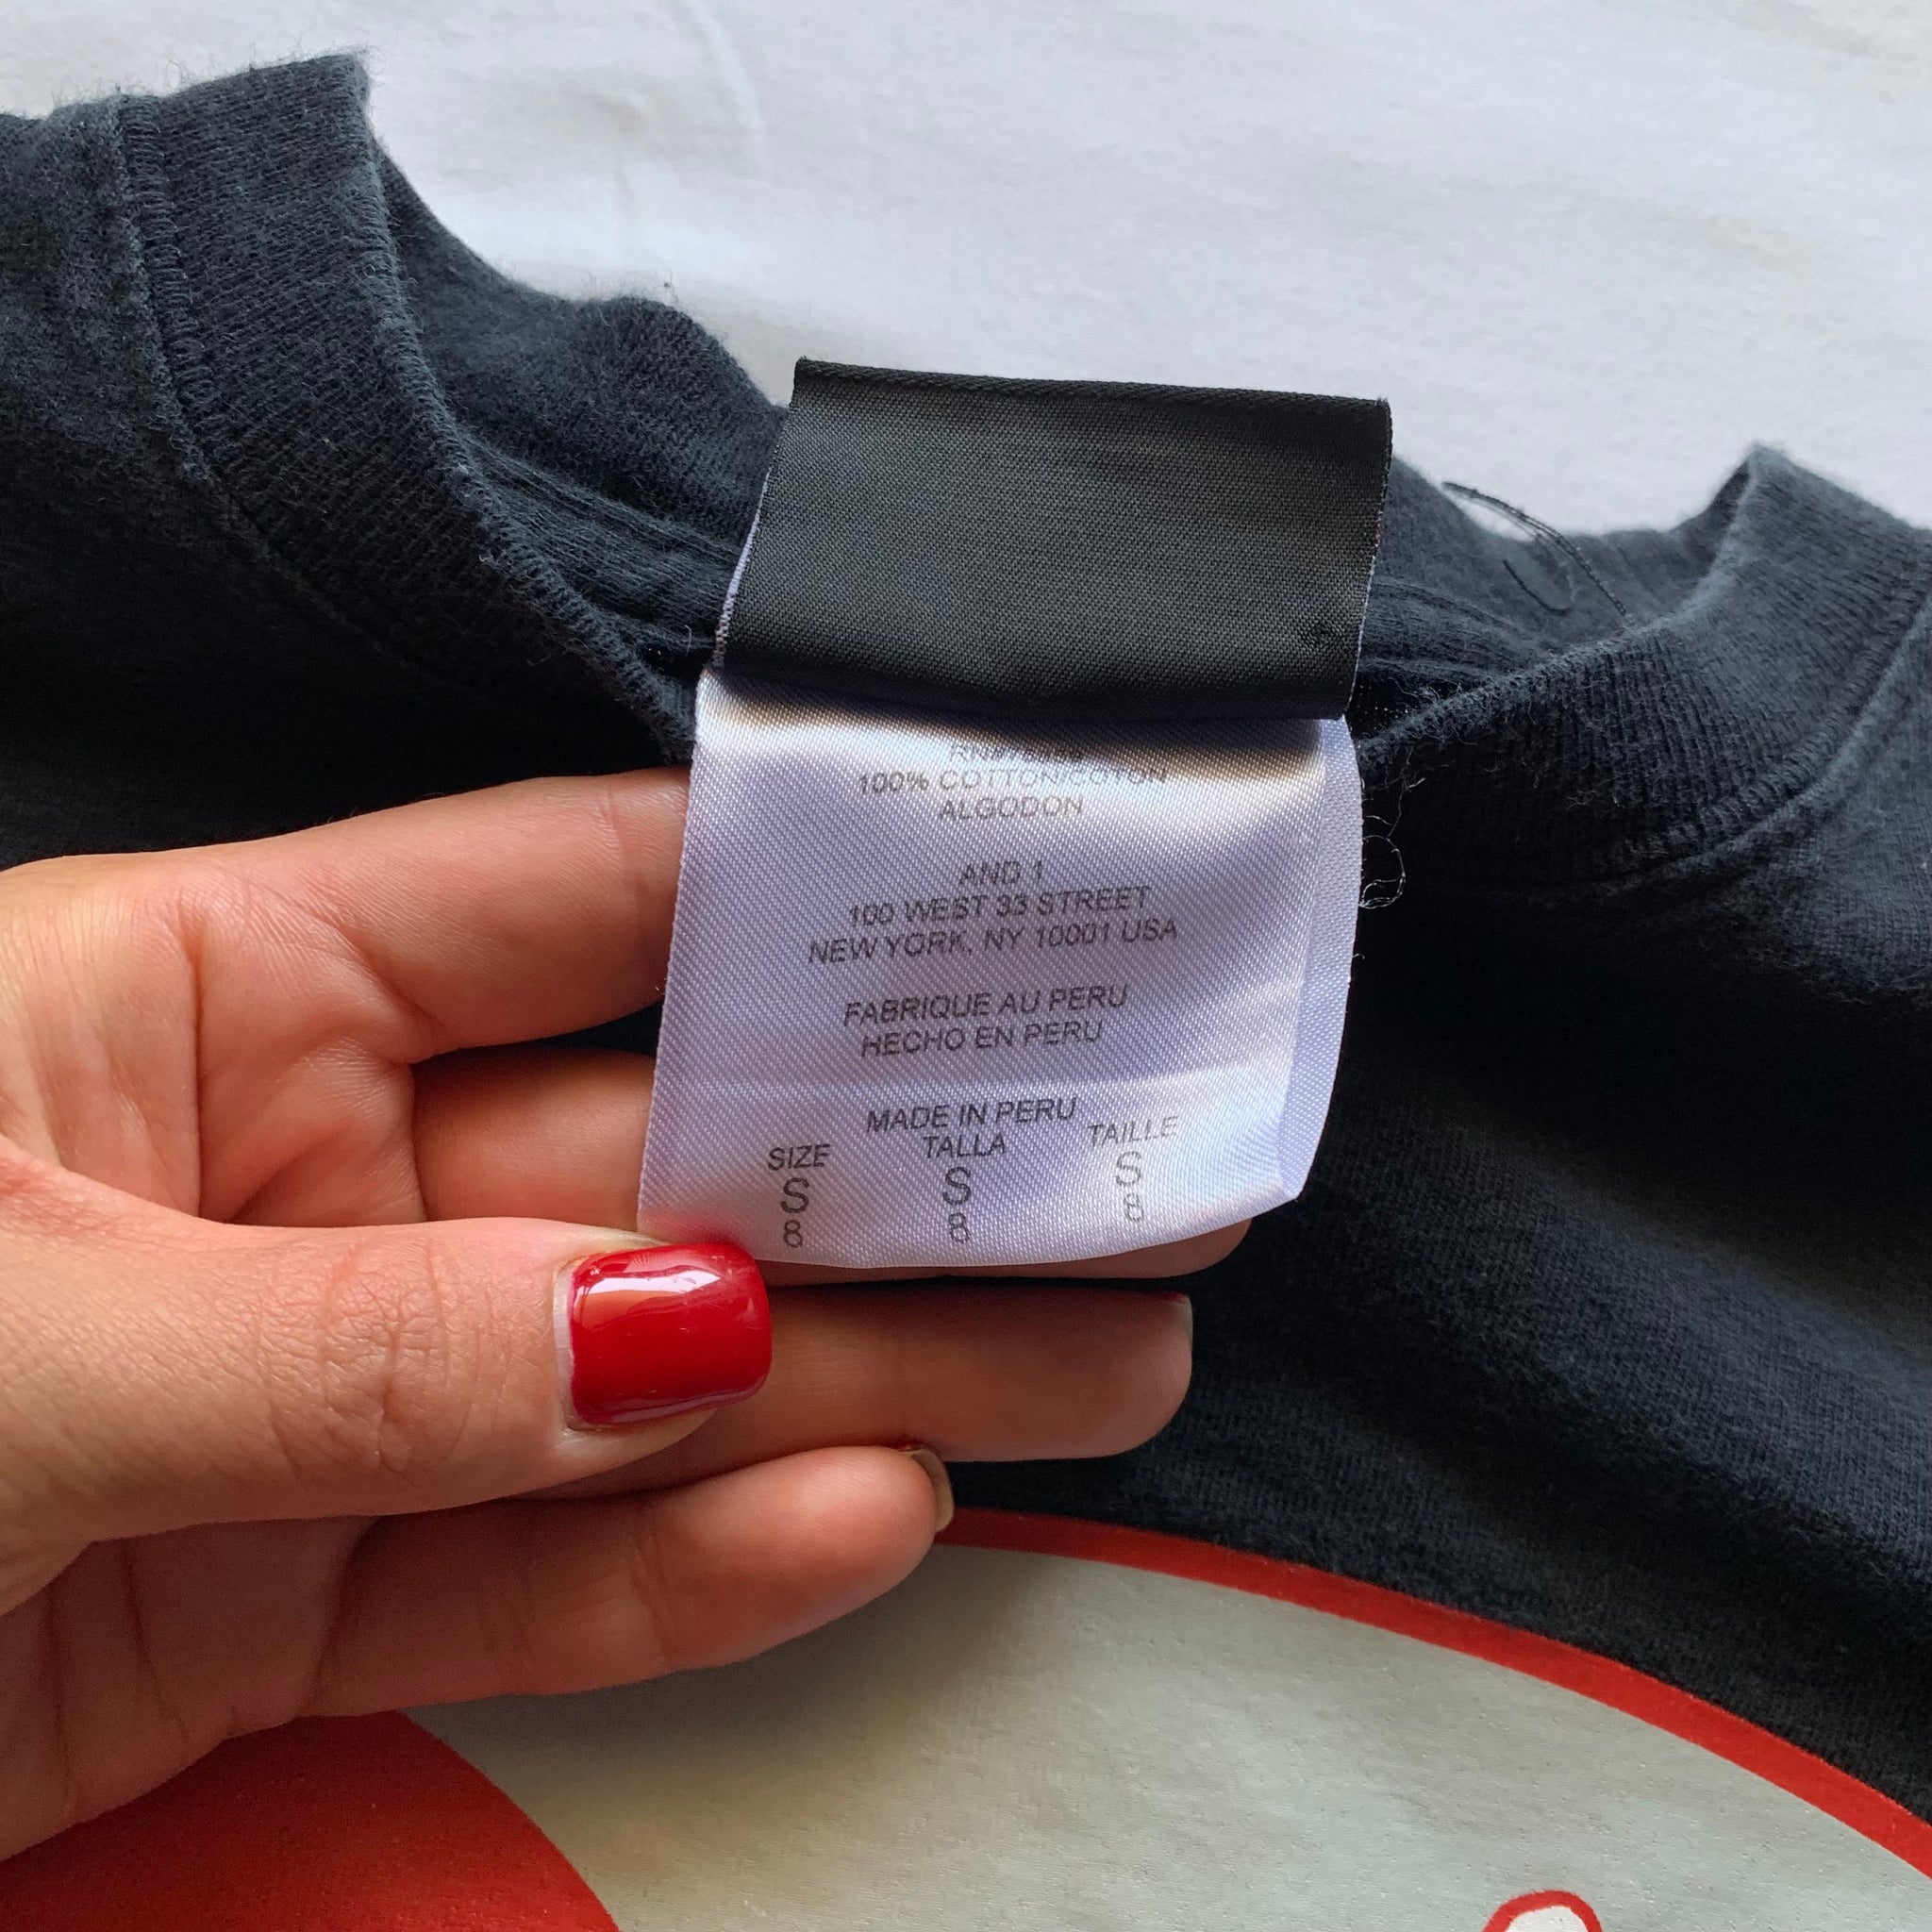 100% COTTON/COTON
ALGODON
AND 1
100 WEST 33 STREET
NEW YORK, NY 10001 USA
FABRIQUE AU PERU
HECHO EN PERU
MADE IN PERU
SIZE TALLA TAILLE
S S S
8 8 8